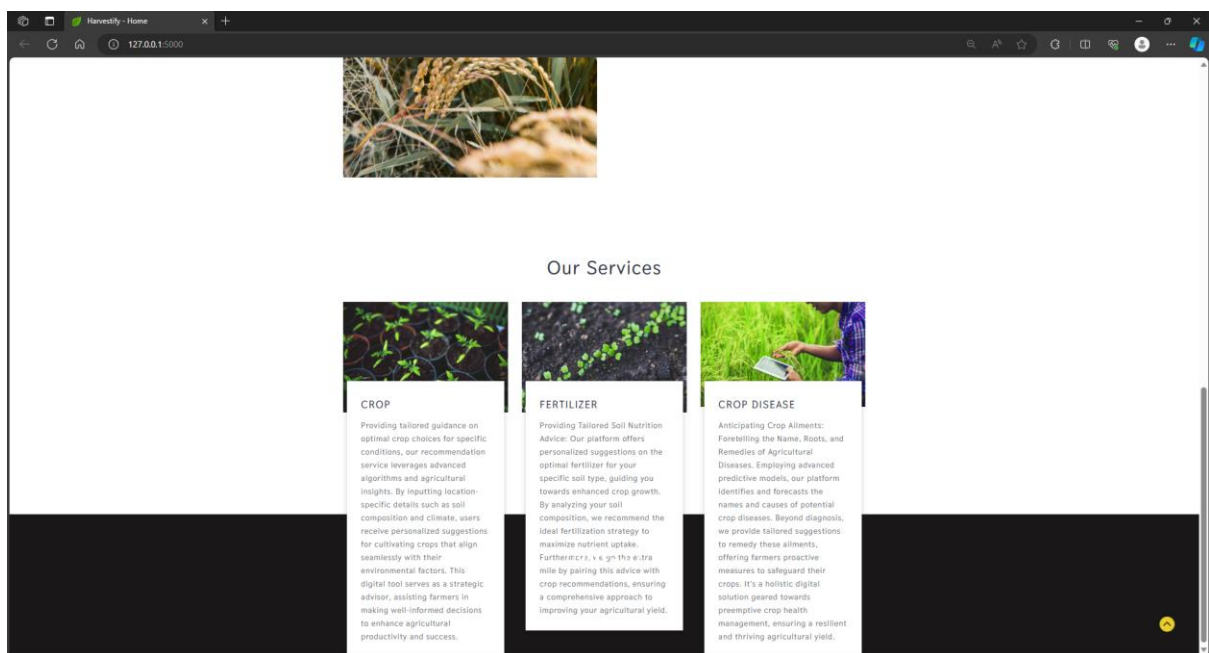 Harvestify - Home
127.0.0.1:5000
Our Services
CROP
Providing tailored guidance on
optimal crop choices for specific
conditions, our recommendation
service leverages advanced
algorithms and agricultural
insights. By inputting location-
specific details such as soil
composition and climate, users
receive personalized suggestions
for cultivating crops that align
seamlessly with their
environmental factors. This
digital tool serves as a strategic
advisor, assisting farmers in
making well-informed decisions
to enhance agricultural
productivity and success.
FERTILIZER
Providing Tailored Soil Nutrition
Advice: Our platform offers
personalized suggestions on the
optimal fertilizer for your
specific soil type, guiding you
towards enhanced crop growth.
By analyzing your soil
composition, we recommend the
ideal fertilization strategy to
maximize nutrient uptake.
Furthermore, we go the extra
mile by pairing this advice with
crop recommendations, ensuring
a comprehensive approach to
improving your agricultural yield.
CROP DISEASE
Anticipating Crop Ailments:
Foretelling the Name, Roots, and
Remedies of Agricultural
Diseases. Employing advanced
predictive models, our platform
identifies and forecasts the
names and causes of potential
crop diseases. Beyond diagnosis,
we provide tailored suggestions
to remedy these ailments,
offering farmers proactive
measures to safeguard their
crops. It's a holistic digital
solution geared towards
preemptive crop health
management, ensuring a resilient
and thriving agricultural yield.